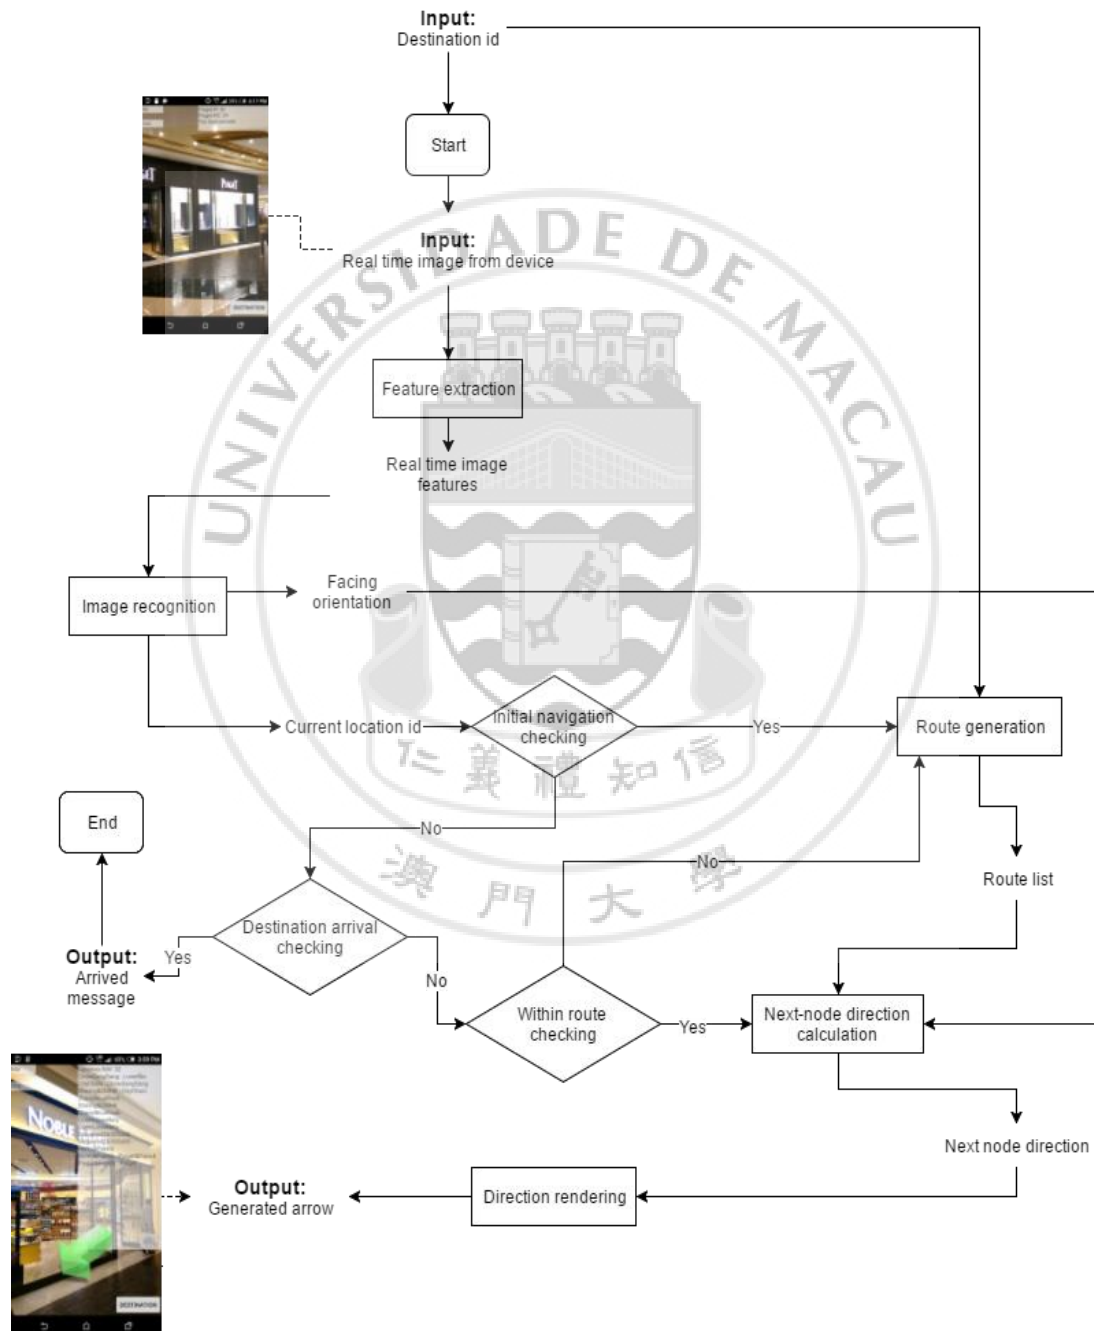 Input:
Destination id
Start
PIAGET
Input:
Real time image from device
DESTINATION
UNIVERSIDADE DE MACAU
Feature extraction
Real time image
features
Image recognition
Facing
orientation
Current location id
Initial navigation
checking
Yes
Route generation
仁義禮知信
No
End
No
澳門大學
Route list
Destination arrival
checking
Yes
Output:
Arrived
message
No
Within route
checking
Yes
Next-node direction
calculation
NOBLE
Next node direction
Output:
Generated arrow
Direction rendering
DESTINATION